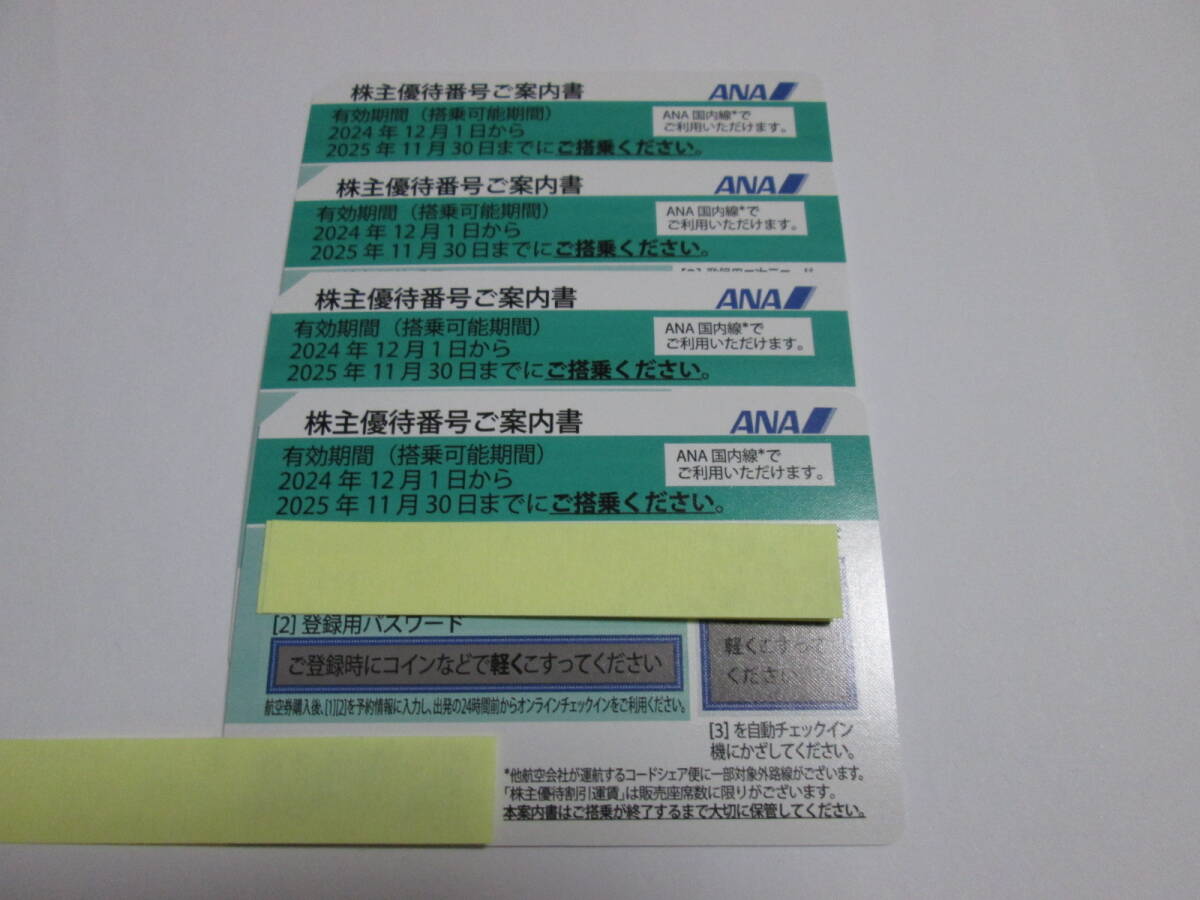 株主優待番号ご案内書
ANA
有効期間（搭乗可能期間）
2024年12月1日から
2025年11月30日までにご搭乗ください。
ANA国内線*で
ご利用いただけます。
株主優待番号ご案内書
ANA
有効期間（搭乗可能期間）
2024年12月1日から
2025年11月30日までにご搭乗ください。
ANA国内線*で
ご利用いただけます。
株主優待番号ご案内書
ANA
有効期間（搭乗可能期間）
2024年12月1日から
2025年11月30日までにご搭乗ください。
ANA国内線*で
ご利用いただけます。
株主優待番号ご案内書
ANA
有効期間（搭乗可能期間）
2024年12月1日から
2025年11月30日までにご搭乗ください。
ANA国内線*で
ご利用いただけます。
[2] 登録用パスワード
ご登録時にコインなどで軽くこすってください
航空券購入後、[1][2]を予約情報に入力し、出発の24時間前からオンラインチェックインをご利用ください。
軽くこすって
ください
[3] を自動チェックイン
機にかざしてください。
*他航空会社が運航するコードシェア便に一部対象外路線がございます。
「株主優待割引運賃」は販売座席数に限りがございます。
本案内書はご搭乗が終了するまで大切に保管してください。